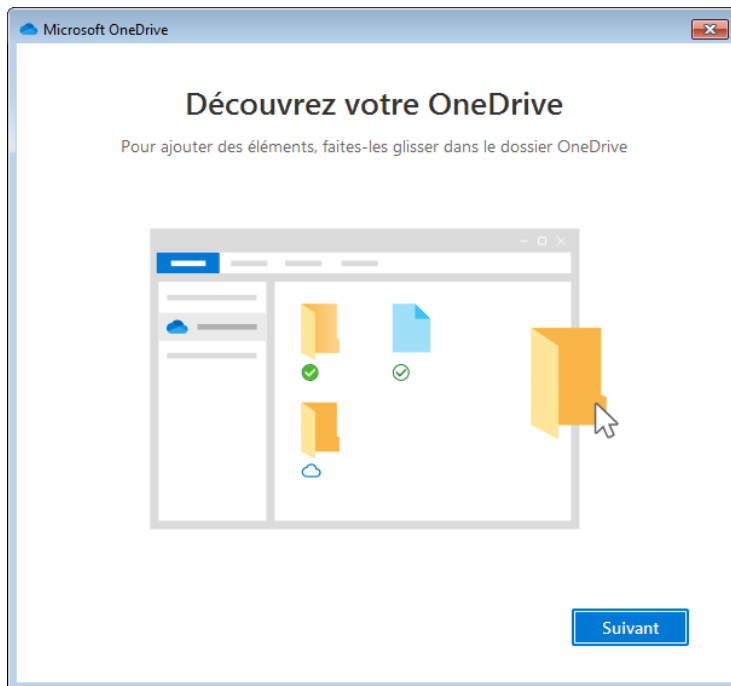 Microsoft OneDrive
Découvrez votre OneDrive
Pour ajouter des éléments, faites-les glisser dans le dossier OneDrive
Suivant